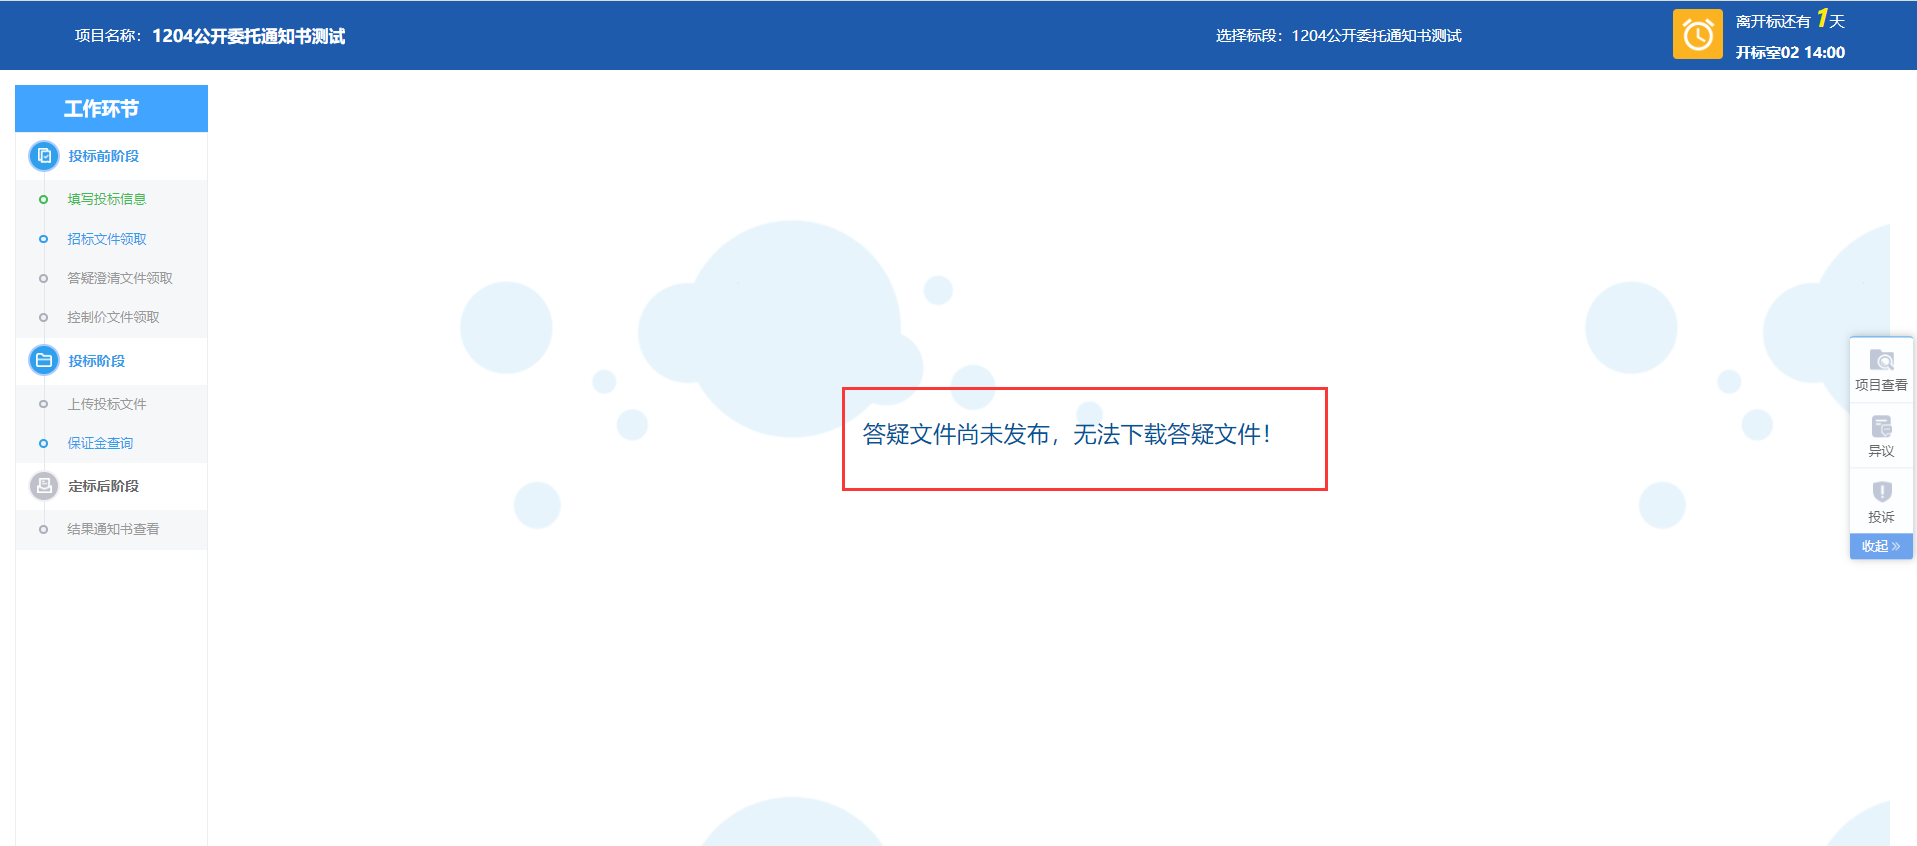 项目名称：1204公开委托通知书测试
选择标段：1204公开委托通知书测试
离开标还有1天
开标室02 14:00
工作环节
投标前阶段
填写投标信息
招标文件领取
答疑澄清文件领取
控制价文件领取
投标阶段
上传投标文件
保证金查询
定标后阶段
结果通知书查看
答疑文件尚未发布，无法下载答疑文件！
项目查看
异议
投诉
收起